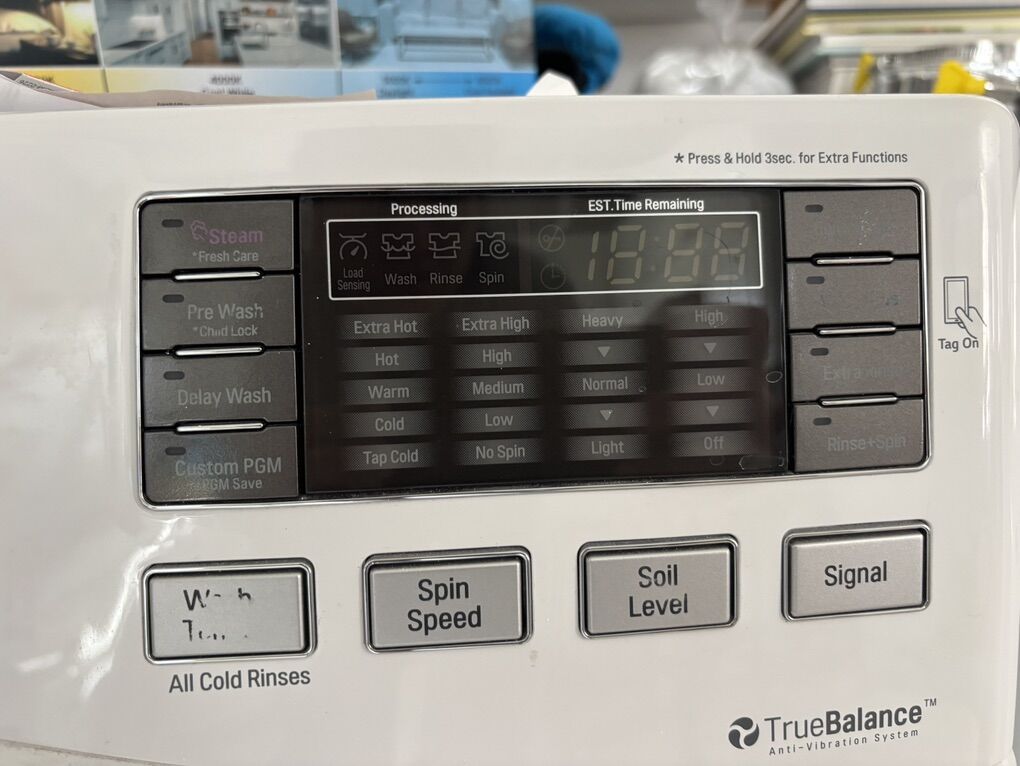 * Press & Hold 3sec. for Extra Functions
Processing
EST.Time Remaining
Steam
*Fresh Care
Pre Wash
*Child Lock
Delay Wash
Custom PGM
*PGM Save
Load
Sensing
Wash
Rinse
Spin
18:88
Extra Hot
Extra High
Heavy
High
Hot
High
Warm
Medium
Normal
Low
Cold
Low
Tap Cold
No Spin
Light
Off
Rinse+Spin
Tag On
Spin
Speed
Soil
Level
Signal
All Cold Rinses
TrueBalance™
Anti-Vibration System